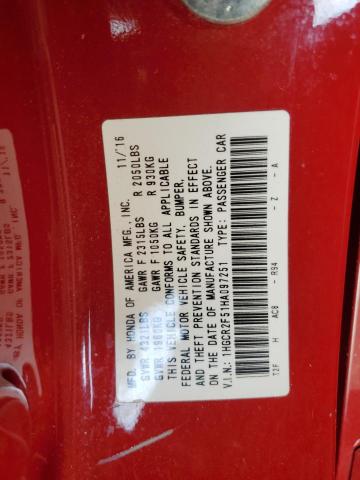 MFD. BY HONDA OF AMERICA MFG., INC. 11/'16
GVWR 4321LBS GAWR F 2315LBS R 2050LBS
GVWR 1960KG GAWR F 1050KG R 930KG
THIS VEHICLE CONFORMS TO ALL APPLICABLE
FEDERAL MOTOR VEHICLE SAFETY, BUMPER,
AND THEFT PREVENTION STANDARDS IN EFFECT
ON THE DATE OF MANUFACTURE SHOWN ABOVE.
V.I.N.: 1HGCR2F51HA097251 TYPE: PASSENGER CAR
T2F H AC8 - R94 - Z - A